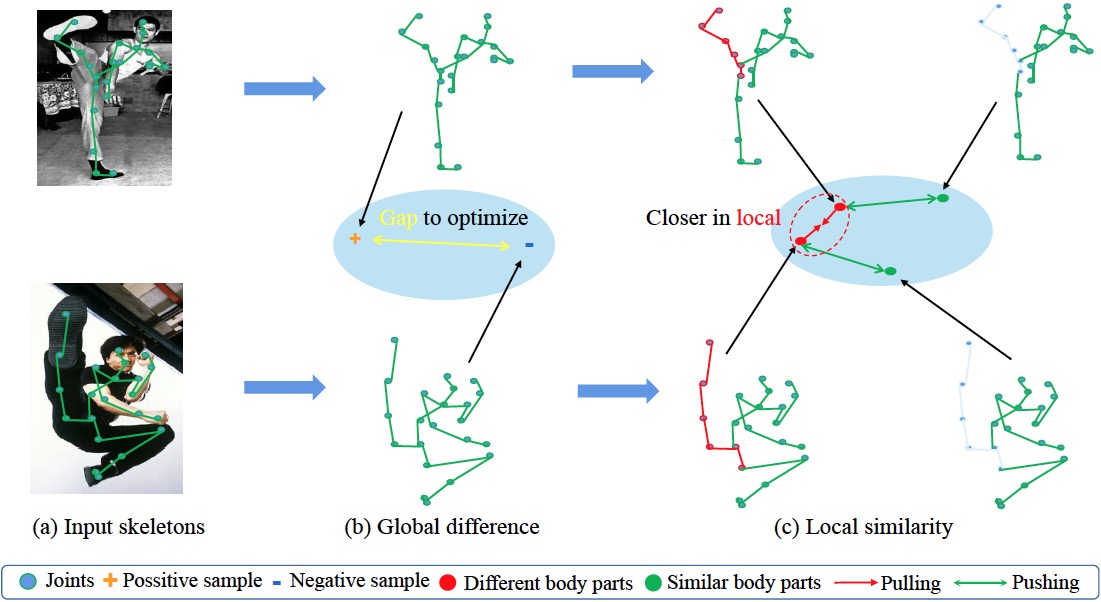 Gap to optimize
+
-
Closer in local
(a) Input skeletons
(b) Global difference
(c) Local similarity
Joints + Possitive sample - Negative sample Different body parts Similar body parts Pulling Pushing